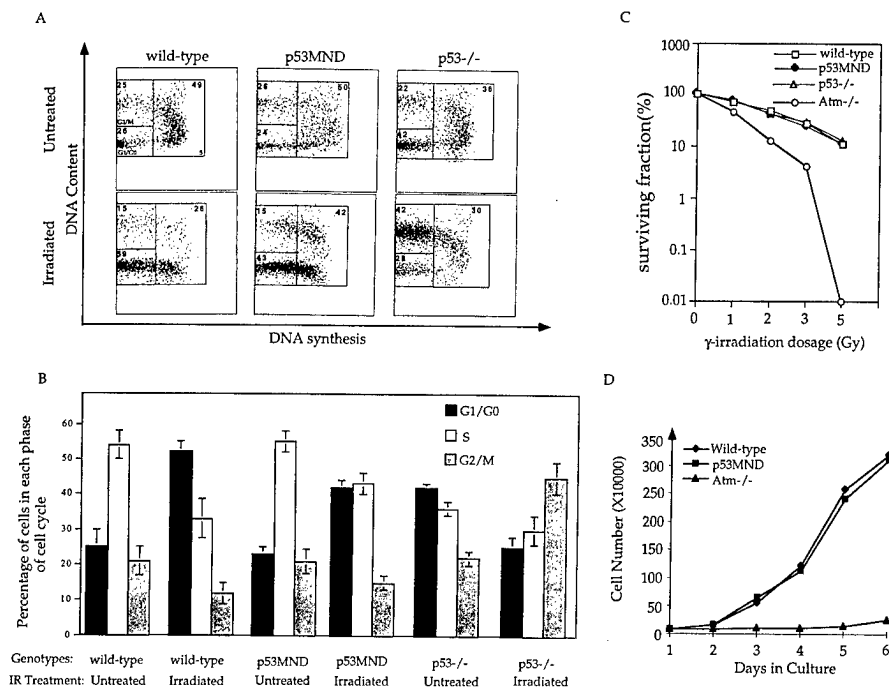 A
wild-type
p53MND
p53-/-
Untreated
25 49
G2/M
26
G1/G0 5
26 50
24
22 36
42
Irradiated
15 26
59
15 42
43
42 30
28
DNA Content
DNA synthesis
B
Percentage of cells in each phase
of cell cycle
60
50
40
30
20
10
0
G1/G0
S
G2/M
Genotypes: wild-type wild-type p53MND p53MND p53-/- p53-/-
IR Treatment: Untreated Irradiated Untreated Irradiated Untreated Irradiated
C
surviving fraction(%)
1000
100
10
1
0.1
0.01
wild-type
p53MND
p53-/-
Atm-/-
0 1 2 3 5
γ-irradiation dosage (Gy)
D
Cell Number (X10000)
350
300
250
200
150
100
50
0
Wild-type
p53MND
Atm-/-
1 2 3 4 5 6
Days in Culture